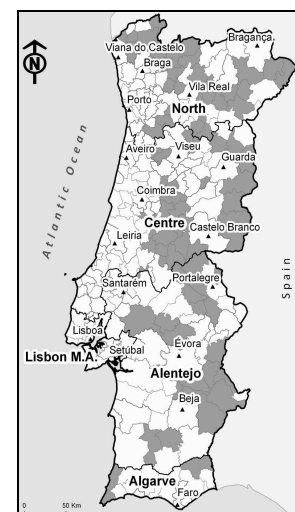 Bragança
Viana do Castelo
N
Braga
Vila Real
Porto
North
Aveiro
Viseu
Guarda
Atlantic Ocean
Coimbra
Centre
Leiria
Castelo Branco
Spain
Santarém
Portalegre
Lisboa
Lisbon M.A.
Setúbal
Évora
Alentejo
Beja
Algarve
Faro
0 50 Km